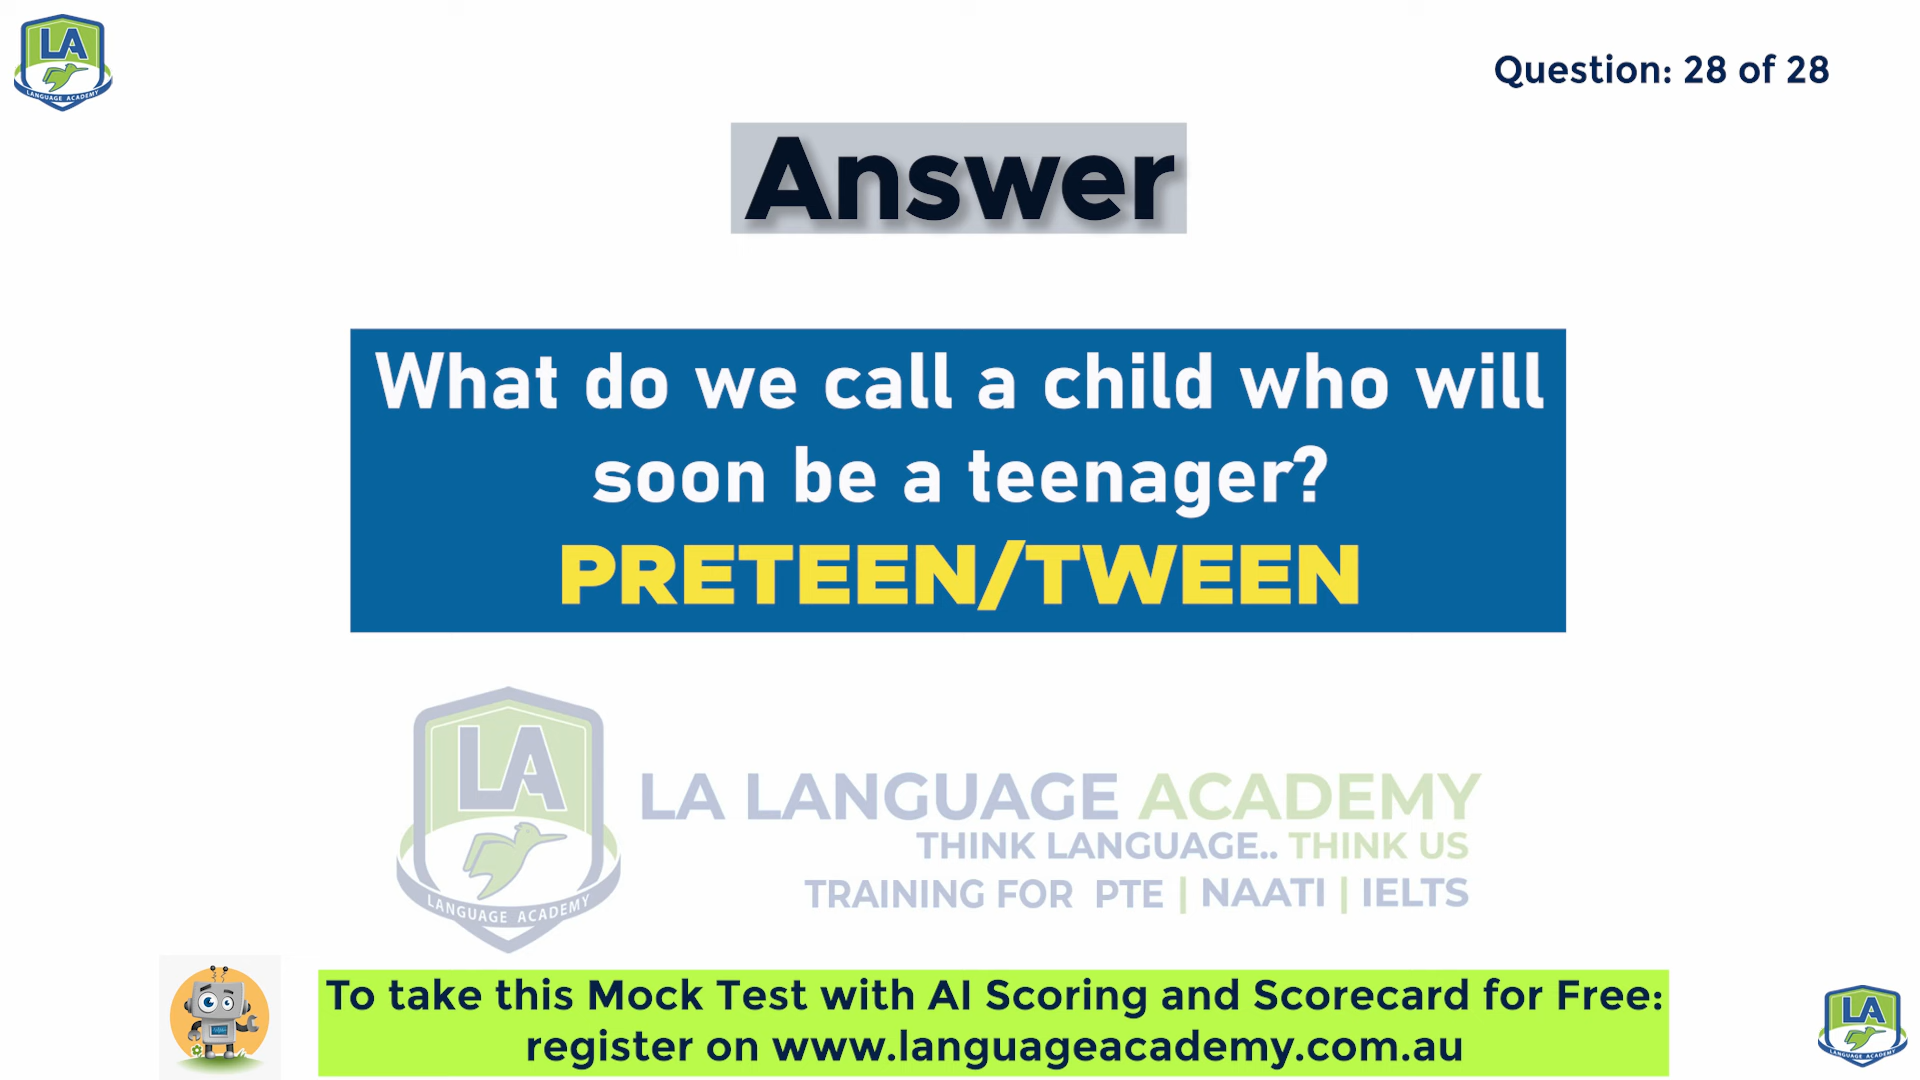 LA
LANGUAGE ACADEMY
Question: 28 of 28
Answer
What do we call a child who will
soon be a teenager?
PRETEEN/TWEEN
LA
LANGUAGE ACADEMY
LA LANGUAGE ACADEMY
THINK LANGUAGE.. THINK US
TRAINING FOR PTE | NAATI | IELTS
To take this Mock Test with AI Scoring and Scorecard for Free:
register on www.languageacademy.com.au
LA
LANGUAGE ACADEMY